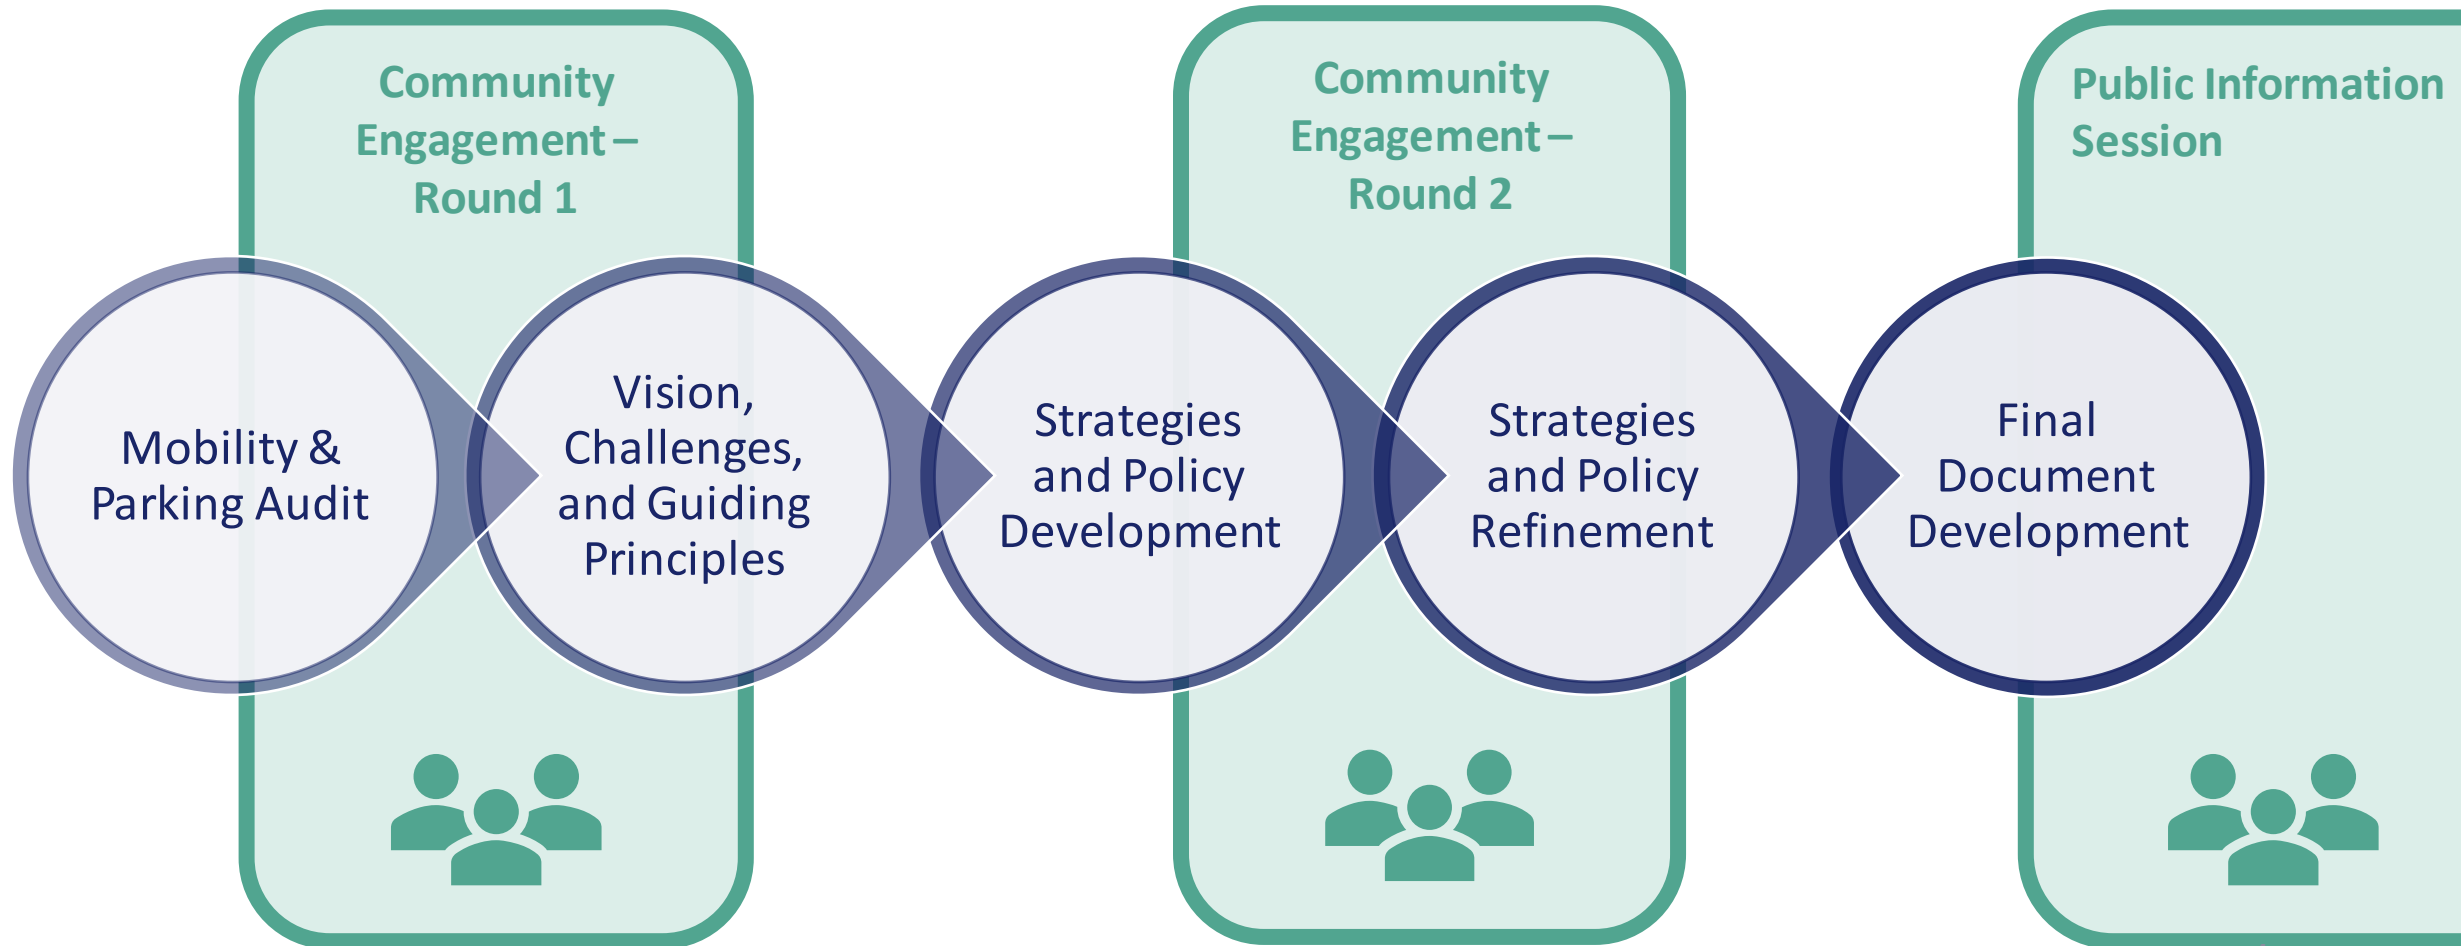 Community
Engagement –
Round 1
Community
Engagement –
Round 2
Public Information
Session
Mobility &
Parking Audit
Vision,
Challenges,
and Guiding
Principles
Strategies
and Policy
Development
Strategies
and Policy
Refinement
Final
Document
Development